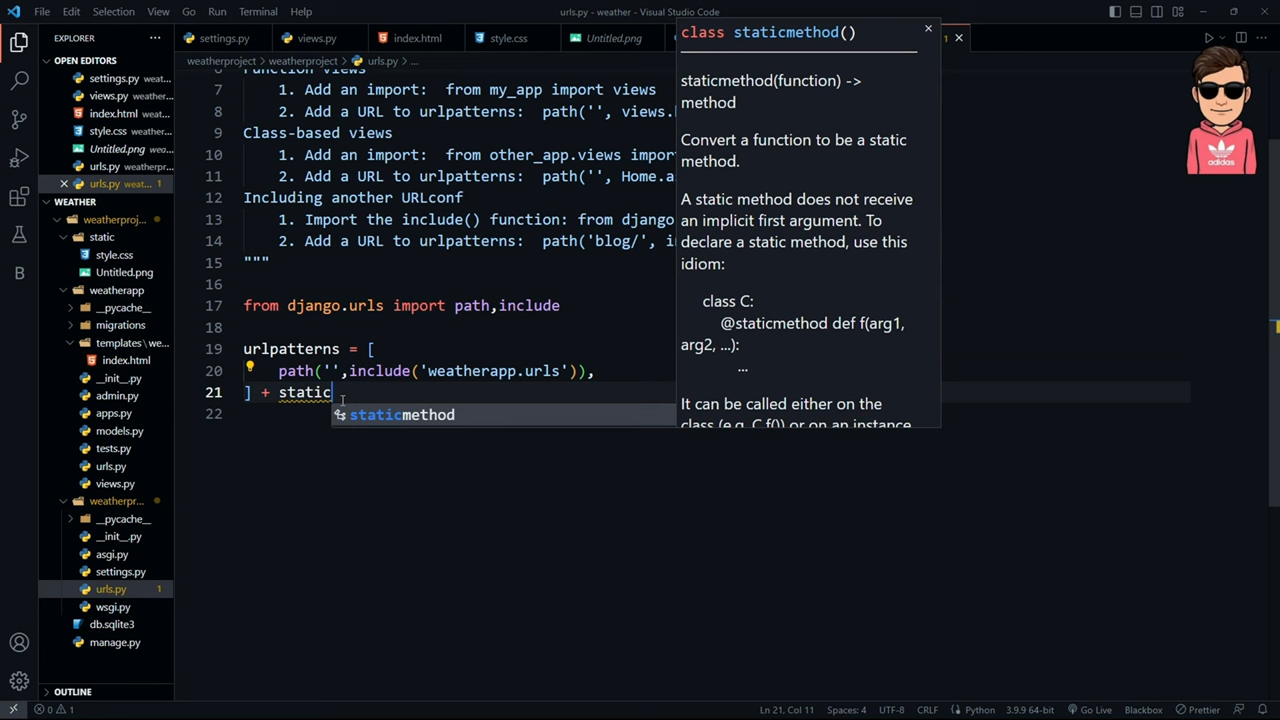 File Edit Selection View Go Run Terminal Help
urls.py - weather - Visual Studio Code
EXPLORER
OPEN EDITORS
settings.py weat...
views.py weather...
index.html weat...
style.css weather...
Untitled.png wea...
urls.py weatherpr...
urls.py weat... 1
WEATHER
weatherproj...
static
style.css
Untitled.png
weatherapp
__pycache__
migrations
templates \ we...
index.html
__init__.py
admin.py
apps.py
models.py
tests.py
urls.py
views.py
weatherpr...
__pycache__
__init__.py
asgi.py
settings.py
urls.py 1
wsgi.py
db.sqlite3
manage.py
OUTLINE
settings.py views.py index.html style.css Untitled.png 1
weatherproject > weatherproject > urls.py > ...
6 Function views
7 1. Add an import: from my_app import views
8 2. Add a URL to urlpatterns: path('', views.
9 Class-based views
10 1. Add an import: from other_app.views import
11 2. Add a URL to urlpatterns: path('', Home.a
12 Including another URLconf
13 1. Import the include() function: from django
14 2. Add a URL to urlpatterns: path('blog/', i
15 """
16
17 from django.urls import path,include
18
19 urlpatterns = [
20 path('',include('weatherapp.urls')),
21 ] + static
22
staticmethod
class staticmethod()
staticmethod(function) ->
method
Convert a function to be a static
method.
A static method does not receive
an implicit first argument. To
declare a static method, use this
idiom:
class C:
@staticmethod def f(arg1,
arg2, ...):
...
It can be called either on the
class (e.g. C.f()) or on an instance
adidas
0 1
Ln 21, Col 11 Spaces: 4 UTF-8 CRLF Python 3.9.9 64-bit Go Live Blackbox Prettier